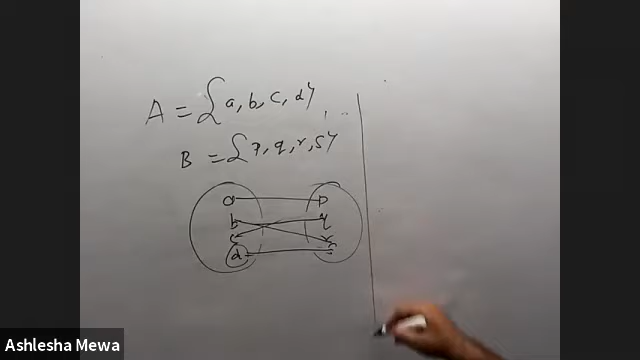 A = {a, b, c, d},
B = {p, q, r, s}
a p
b q
c r
d s
Ashlesha Mewa